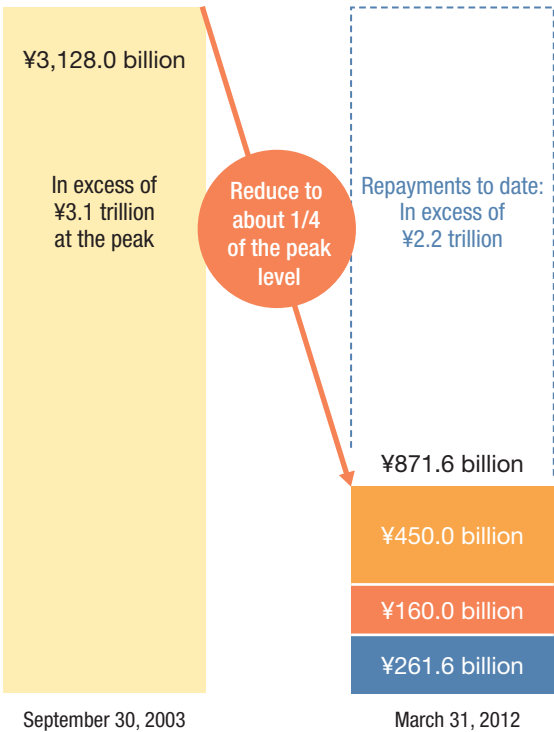 ¥3,128.0 billion
In excess of
¥3.1 trillion
at the peak
Reduce to
about 1/4
of the peak
level
Repayments to date:
In excess of
¥2.2 trillion
¥871.6 billion
¥450.0 billion
¥160.0 billion
¥261.6 billion
September 30, 2003
March 31, 2012